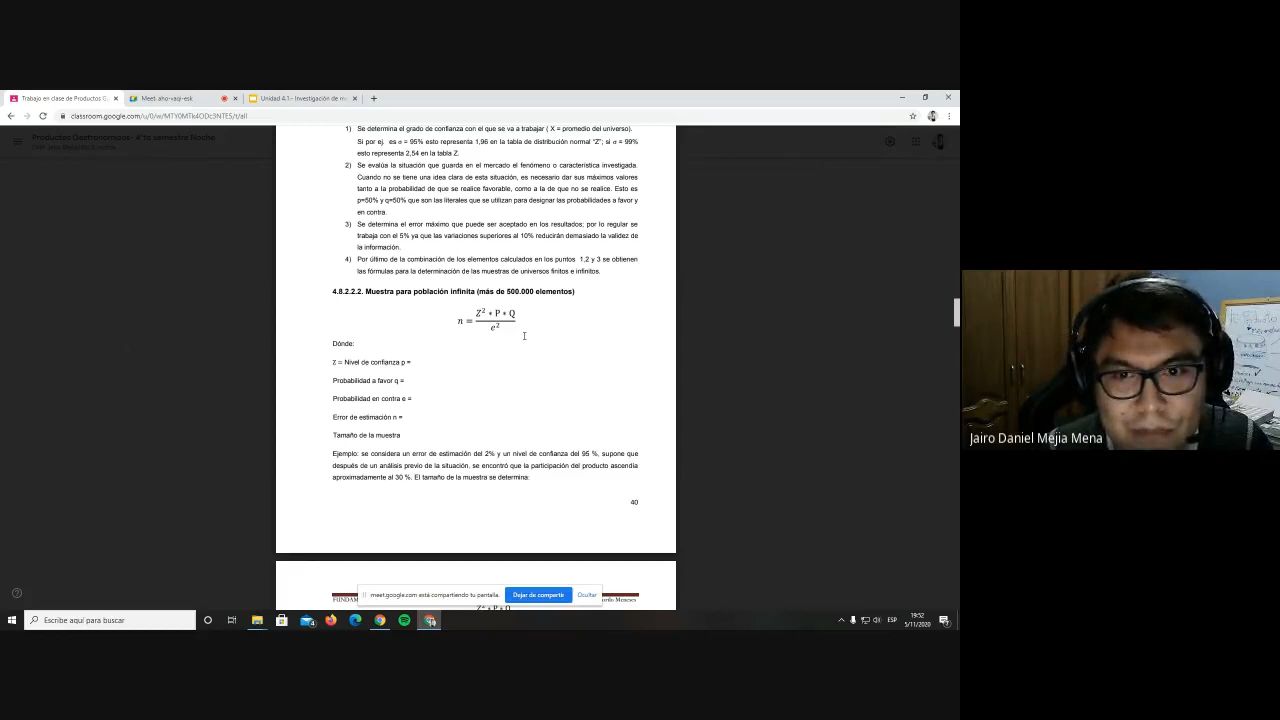 Trabajo en clase de Productos G
Meet: aho-vaqj-esk
Unidad 4.1.- Investigación de m
classroom.google.com/u/0/w/MTY0MTk4ODc3NTE5/t/all
Productos Gastronomicos- 4°to semestre Noche
1) Se determina el grado de confianza con el que se va a trabajar ( X = promedio del universo).
Si por ej. es σ = 95% esto representa 1,96 en la tabla de distribución normal "Z"; si σ = 99%
esto representa 2,54 en la tabla Z.
2) Se evalúa la situación que guarda en el mercado el fenómeno o característica investigada.
Cuando no se tiene una idea clara de esta situación, es necesario dar sus máximos valores
tanto a la probabilidad de que se realice favorable, como a la de que no se realice. Esto es
p=50% y q=50% que son las literales que se utilizan para designar las probabilidades a favor y
en contra.
3) Se determina el error máximo que puede ser aceptado en los resultados; por lo regular se
trabaja con el 5% ya que las variaciones superiores al 10% reducirán demasiado la validez de
la información.
4) Por último de la combinación de los elementos calculados en los puntos 1,2 y 3 se obtienen
las fórmulas para la determinación de las muestras de universos finitos e infinitos.
4.8.2.2.2. Muestra para población infinita (más de 500.000 elementos)
n = Z² * P * Q / e²
Dónde:
Z = Nivel de confianza p =
Probabilidad a favor q =
Probabilidad en contra e =
Error de estimación n =
Tamaño de la muestra
Ejemplo: se considera un error de estimación del 2% y un nivel de confianza del 95 %, supone que
después de un análisis previo de la situación, se encontró que la participación del producto ascendía
aproximadamente al 30 %. El tamaño de la muestra se determina:
40
Jairo Daniel Mejia Mena
meet.google.com está compartiendo tu pantalla.
Dejar de compartir
Ocultar
FUNDAM
Meneses
Z² * P * Q
Escribe aquí para buscar
4
ESP
19:52
5/11/2020